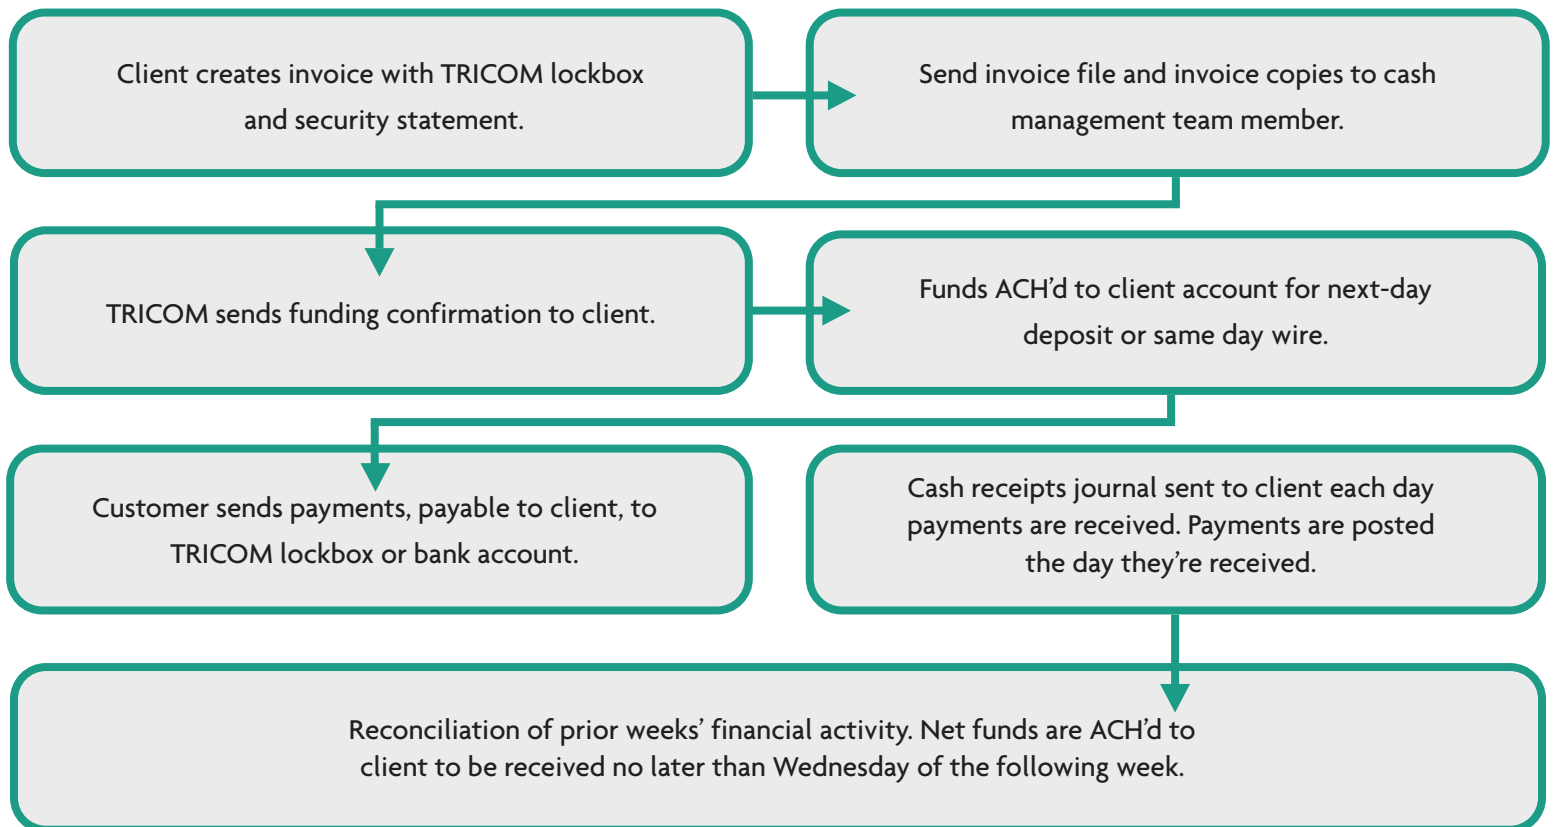 Client creates invoice with TRICOM lockbox
and security statement.
Send invoice file and invoice copies to cash
management team member.
TRICOM sends funding confirmation to client.
Funds ACH’d to client account for next-day
deposit or same day wire.
Customer sends payments, payable to client, to
TRICOM lockbox or bank account.
Cash receipts journal sent to client each day
payments are received. Payments are posted
the day they’re received.
Reconciliation of prior weeks’ financial activity. Net funds are ACH’d to
client to be received no later than Wednesday of the following week.